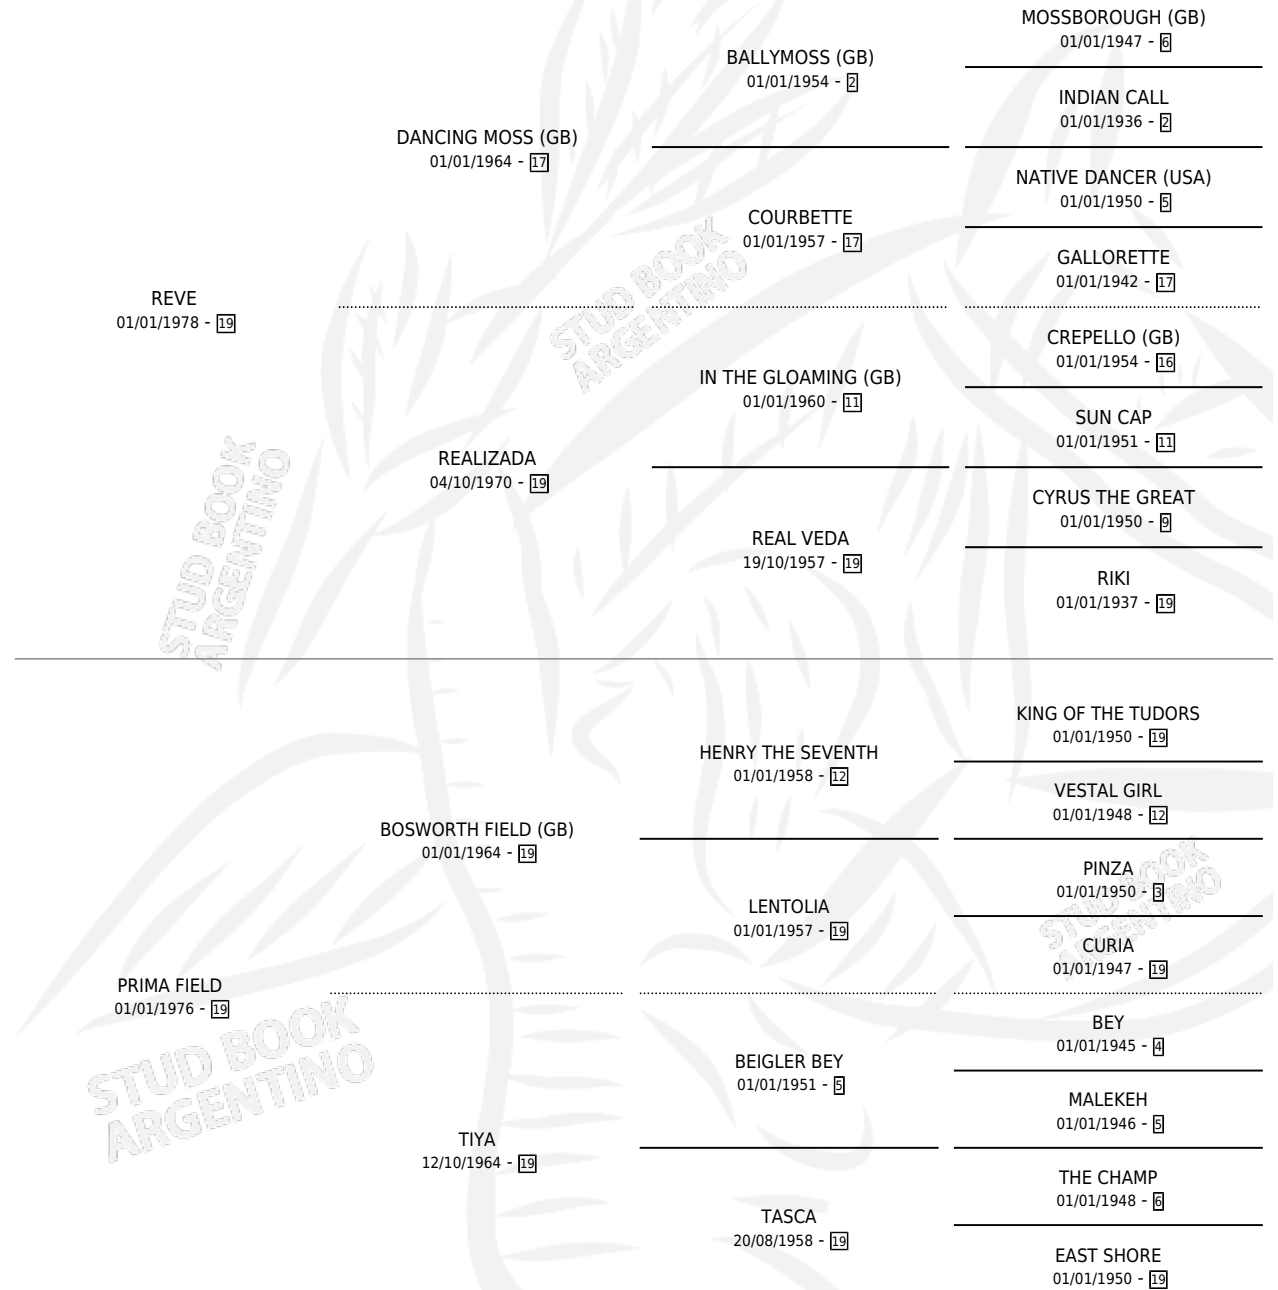 MOSSBOROUGH (GB)
01/01/1947 - 6
BALLYMOSS (GB)
01/01/1954 - 2
INDIAN CALL
01/01/1936 - 2
DANCING MOSS (GB)
01/01/1964 - 17
NATIVE DANCER (USA)
01/01/1950 - 5
COURBETTE
01/01/1957 - 17
GALLORETTE
01/01/1942 - 17
REVE
01/01/1978 - 19
STUD BOOK
ARGENTINO
CREPELLO (GB)
01/01/1954 - 16
IN THE GLOAMING (GB)
01/01/1960 - 11
SUN CAP
01/01/1951 - 11
REALIZADA
04/10/1970 - 19
CYRUS THE GREAT
01/01/1950 - 9
REAL VEDA
19/10/1957 - 19
RIKI
01/01/1937 - 19
STUD BOOK
ARGENTINO
KING OF THE TUDORS
01/01/1950 - 19
HENRY THE SEVENTH
01/01/1958 - 12
VESTAL GIRL
01/01/1948 - 12
BOSWORTH FIELD (GB)
01/01/1964 - 19
PINZA
01/01/1950 - 3
LENTOLIA
01/01/1957 - 19
CURIA
01/01/1947 - 19
STUD BOOK
ARGENTINO
PRIMA FIELD
01/01/1976 - 19
BEY
01/01/1945 - 4
BEIGLER BEY
01/01/1951 - 5
MALEKEH
01/01/1946 - 5
STUD BOOK
ARGENTINO
TIYA
12/10/1964 - 19
THE CHAMP
01/01/1948 - 6
TASCA
20/08/1958 - 19
EAST SHORE
01/01/1950 - 19